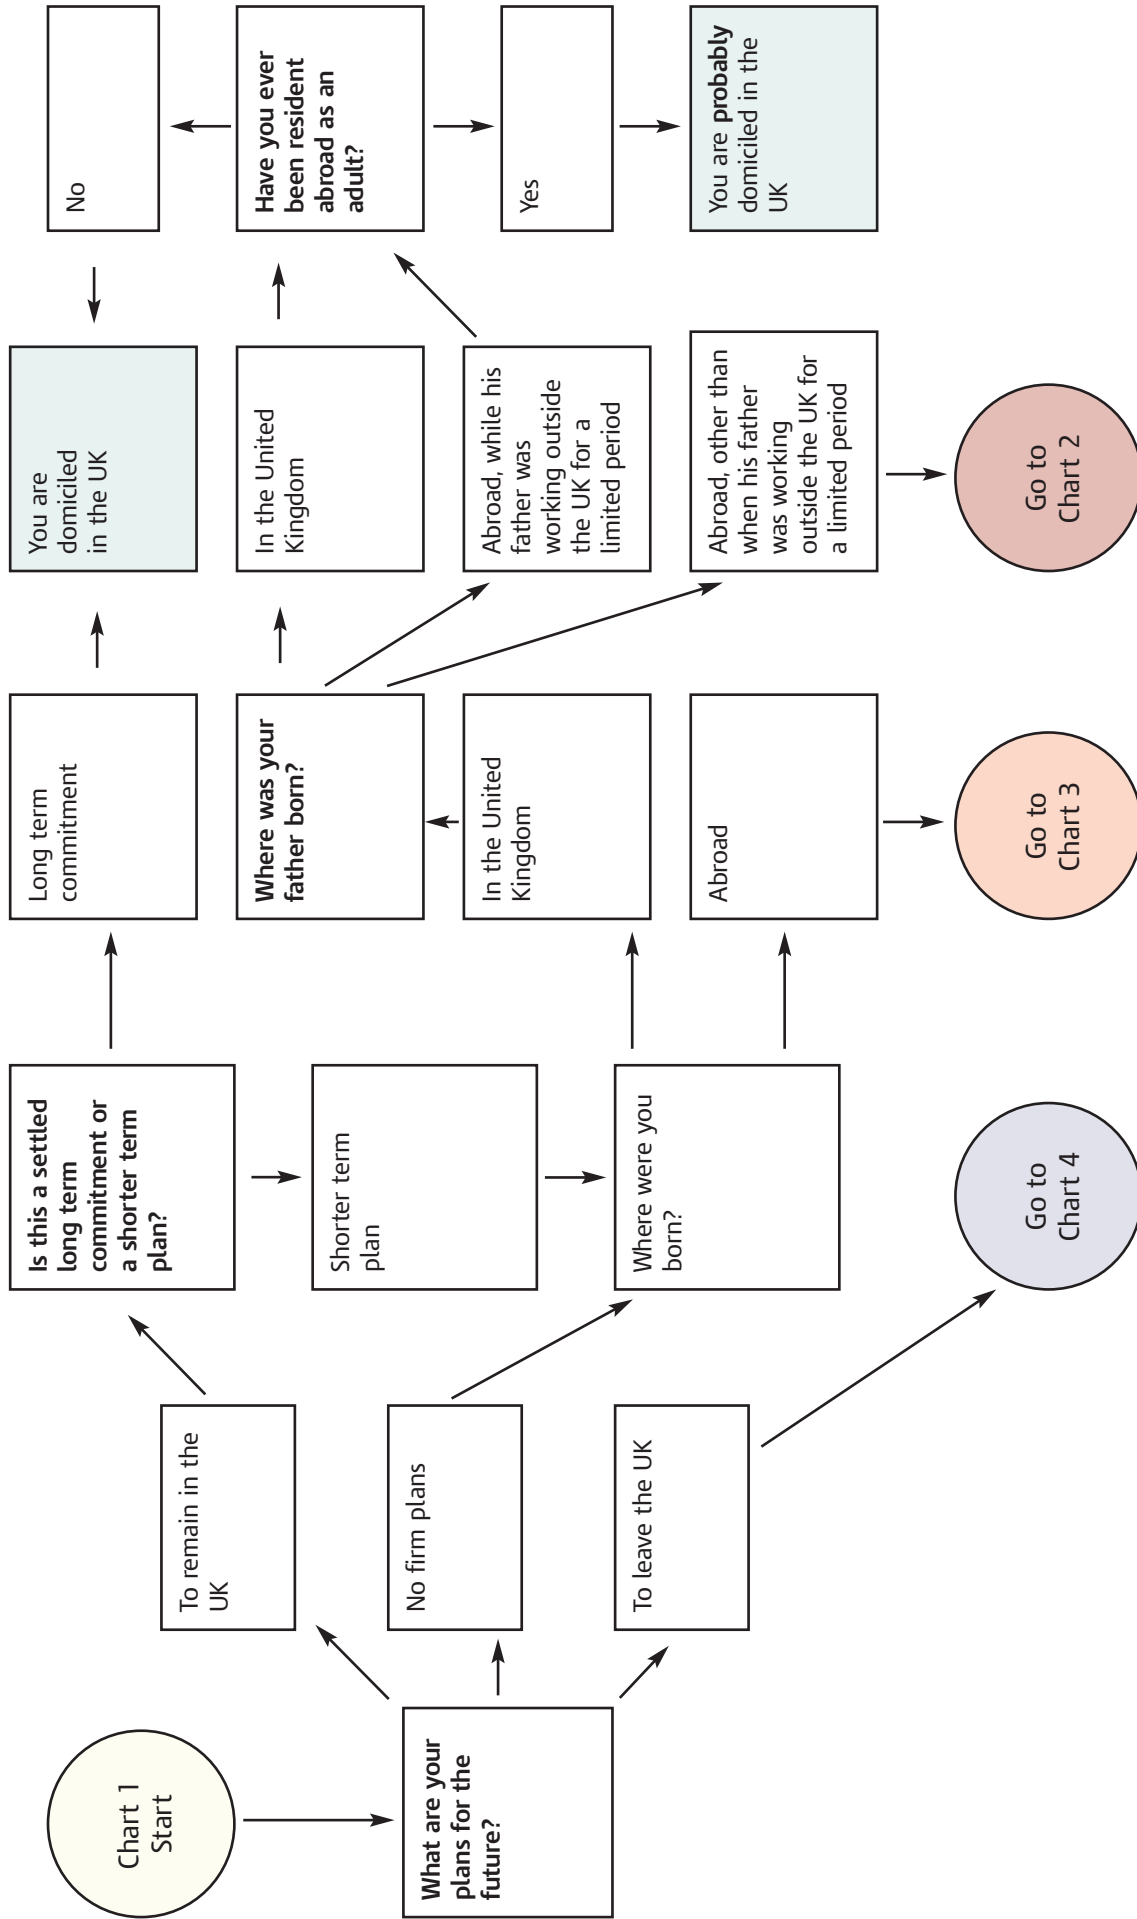 Chart 1
Start
What are your
plans for the
future?
To remain in the
UK
No firm plans
To leave the UK
Is this a settled
long term
commitment or
a shorter term
plan?
Shorter term
plan
Where were you
born?
Go to
Chart 4
Long term
commitment
Where was your
father born?
In the United
Kingdom
Abroad
Go to
Chart 3
You are
domiciled
in the UK
In the United
Kingdom
Abroad, while his
father was
working outside
the UK for a
limited period
Abroad, other than
when his father
was working
outside the UK for
a limited period
Go to
Chart 2
No
Have you ever
been resident
abroad as an
adult?
Yes
You are probably
domiciled in the
UK